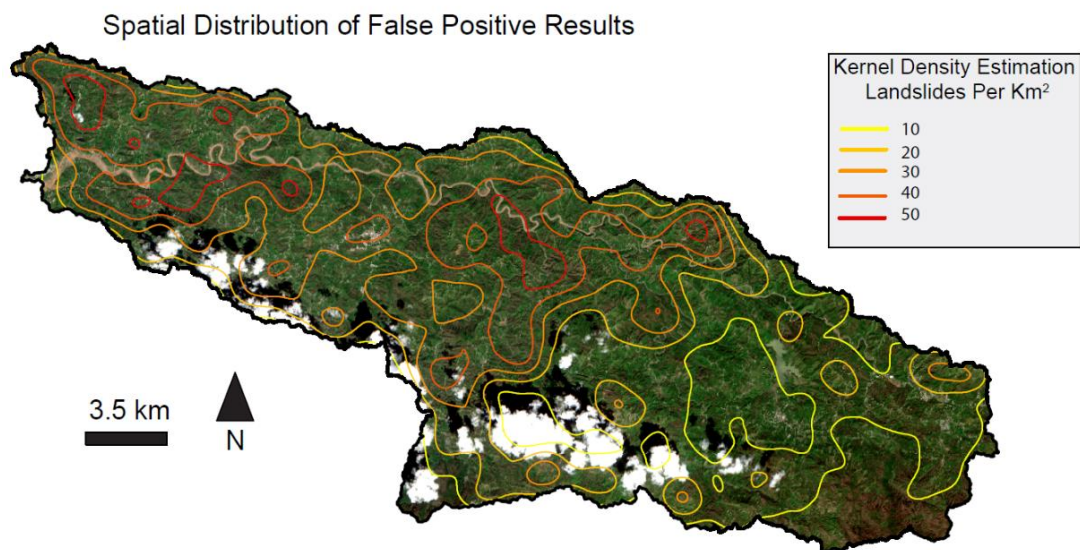 Spatial Distribution of False Positive Results
Kernel Density Estimation
Landslides Per Km²
10
20
30
40
50
3.5 km
N